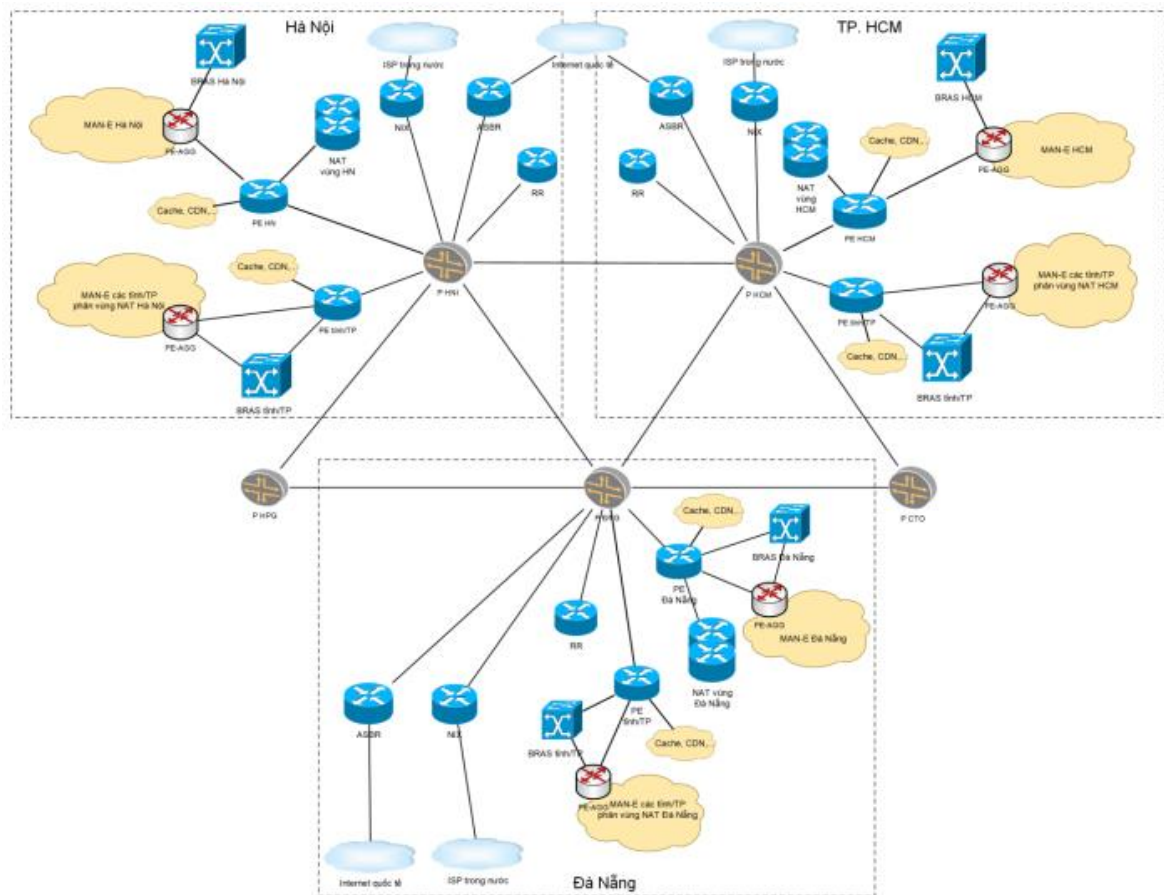 Hà Nội
TP. HCM
ISP trong nước
Internet quốc tế
ISP trong nước
BRAS Hà Nội
BRAS HCM
MAN-E Hà Nội
PE-AGG
NAT
vùng HN
NIX
ASBR
RR
Cache, CDN,...
PE HN
P HNI
ASBR
NIX
RR
NAT
vùng
HCM
Cache, CDN,...
PE-AGG
MAN-E HCM
PE HCM
P HCM
Cache, CDN,...
MAN-E các tỉnh/TP
phân vùng NAT Hà Nội
PE-AGG
PE tỉnh/TP
BRAS tỉnh/TP
MAN-E các tỉnh/TP
phân vùng NAT HCM
PE-AGG
PE tỉnh/TP
Cache, CDN,...
BRAS tỉnh/TP
P HPG
P CTO
Cache, CDN,...
BRAS Đà Nẵng
PE
Đà Nẵng
PE-AGG
MAN-E Đà Nẵng
RR
NAT vùng
Đà Nẵng
ASBR
NIX
PE
tỉnh/TP
BRAS tỉnh/TP
Cache, CDN,...
PE-AGG
MAN-E các tỉnh/TP
phân vùng NAT Đà Nẵng
Internet quốc tế
ISP trong nước
Đà Nẵng